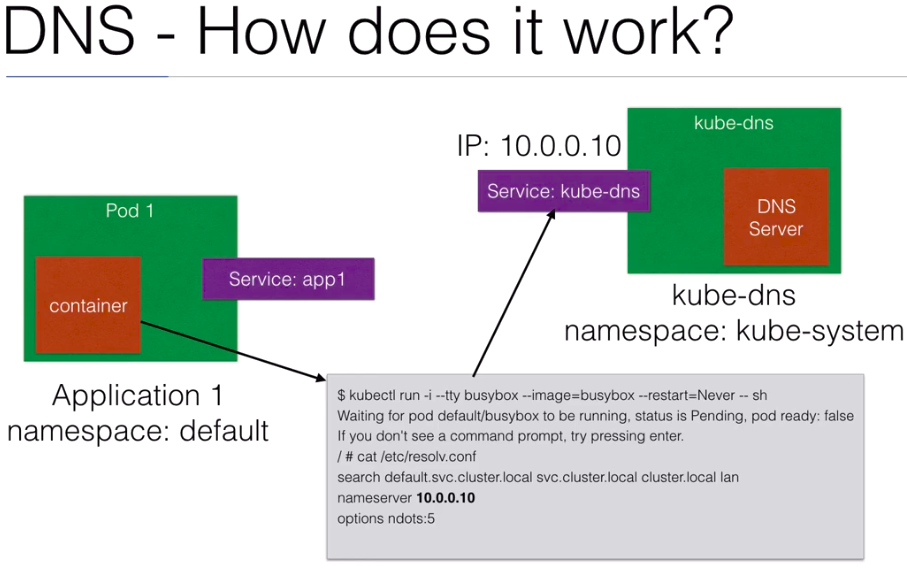 DNS - How does it work?
kube-dns
IP: 10.0.0.10
Service: kube-dns
DNS
Server
Pod 1
Service: app1
container
kube-dns
namespace: kube-system
Application 1
namespace: default
$ kubectl run -i --tty busybox --image=busybox --restart=Never -- sh
Waiting for pod default/busybox to be running, status is Pending, pod ready: false
If you don't see a command prompt, try pressing enter.
/ # cat /etc/resolv.conf
search default.svc.cluster.local svc.cluster.local cluster.local lan
nameserver 10.0.0.10
options ndots:5